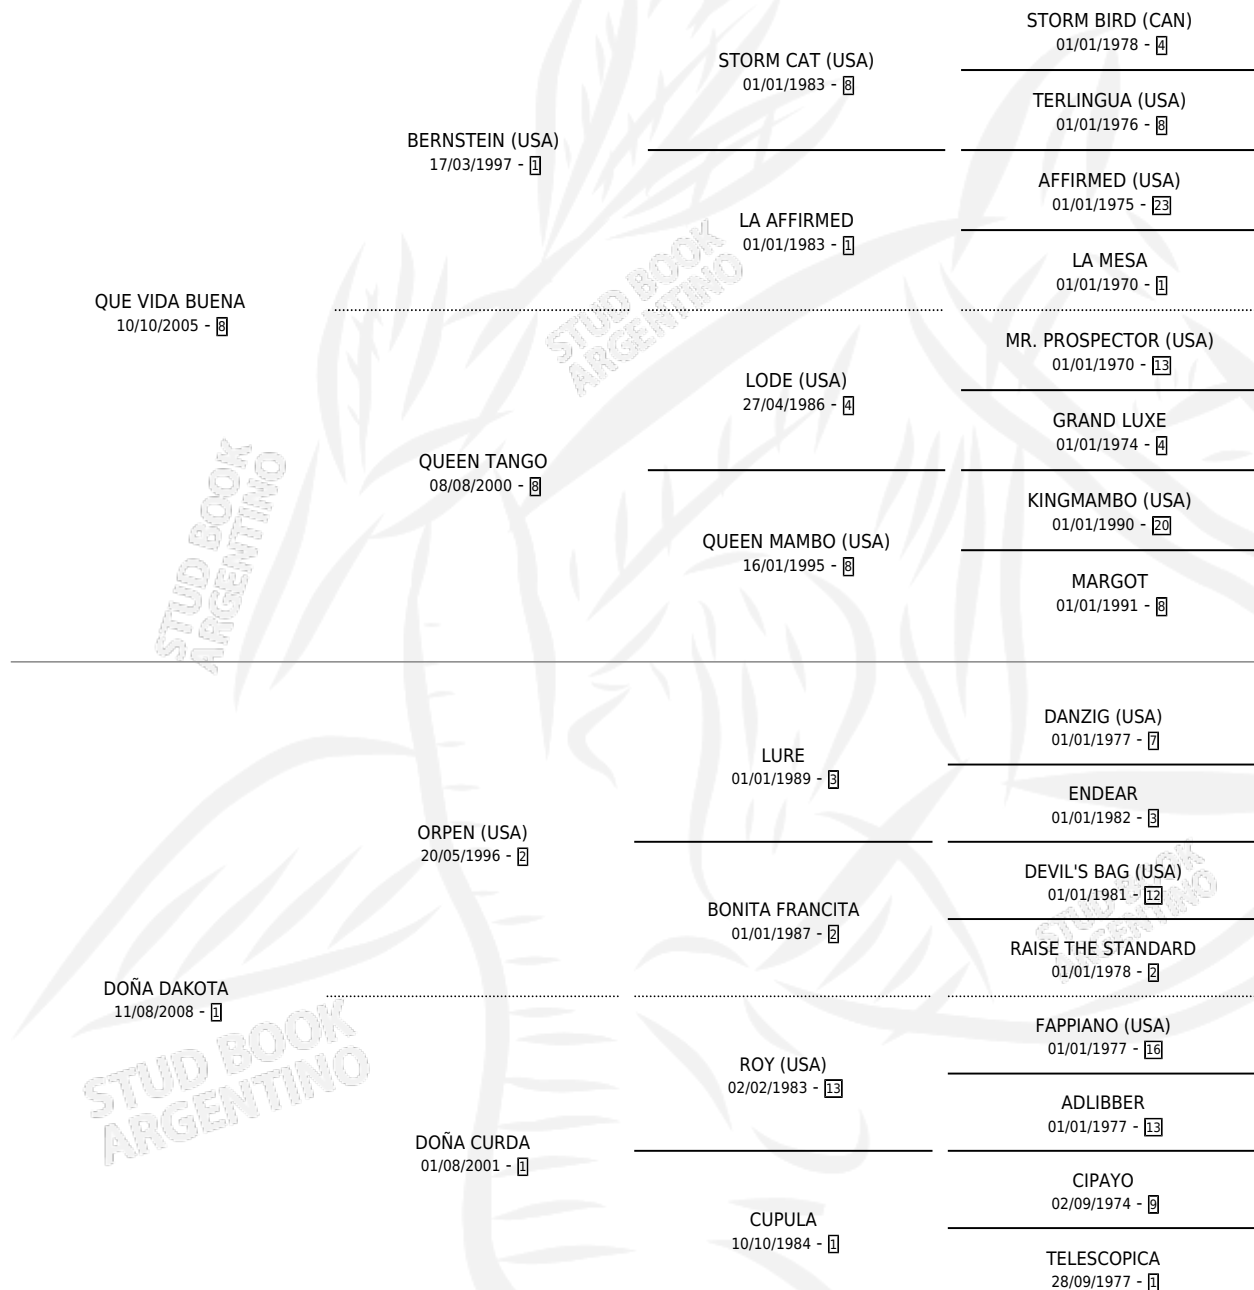 STORM BIRD (CAN)
01/01/1978 - 4
STORM CAT (USA)
01/01/1983 - 8
TERLINGUA (USA)
01/01/1976 - 8
BERNSTEIN (USA)
17/03/1997 - 1
AFFIRMED (USA)
01/01/1975 - 23
LA AFFIRMED
01/01/1983 - 1
LA MESA
01/01/1970 - 1
QUE VIDA BUENA
10/10/2005 - 8
MR. PROSPECTOR (USA)
01/01/1970 - 13
LODE (USA)
27/04/1986 - 4
GRAND LUXE
01/01/1974 - 4
QUEEN TANGO
08/08/2000 - 8
KINGMAMBO (USA)
01/01/1990 - 20
QUEEN MAMBO (USA)
16/01/1995 - 8
MARGOT
01/01/1991 - 8
DANZIG (USA)
01/01/1977 - 7
LURE
01/01/1989 - 3
ENDEAR
01/01/1982 - 3
ORPEN (USA)
20/05/1996 - 2
DEVIL'S BAG (USA)
01/01/1981 - 12
BONITA FRANCITA
01/01/1987 - 2
RAISE THE STANDARD
01/01/1978 - 2
DOÑA DAKOTA
11/08/2008 - 1
FAPPIANO (USA)
01/01/1977 - 16
ROY (USA)
02/02/1983 - 13
ADLIBBER
01/01/1977 - 13
DOÑA CURDA
01/08/2001 - 1
CIPAYO
02/09/1974 - 9
CUPULA
10/10/1984 - 1
TELESCOPICA
28/09/1977 - 1
STUD BOOK
ARGENTINO
STUD BOOK
ARGENTINO
STUD BOOK
ARGENTINO
STUD BOOK
ARGENTINO